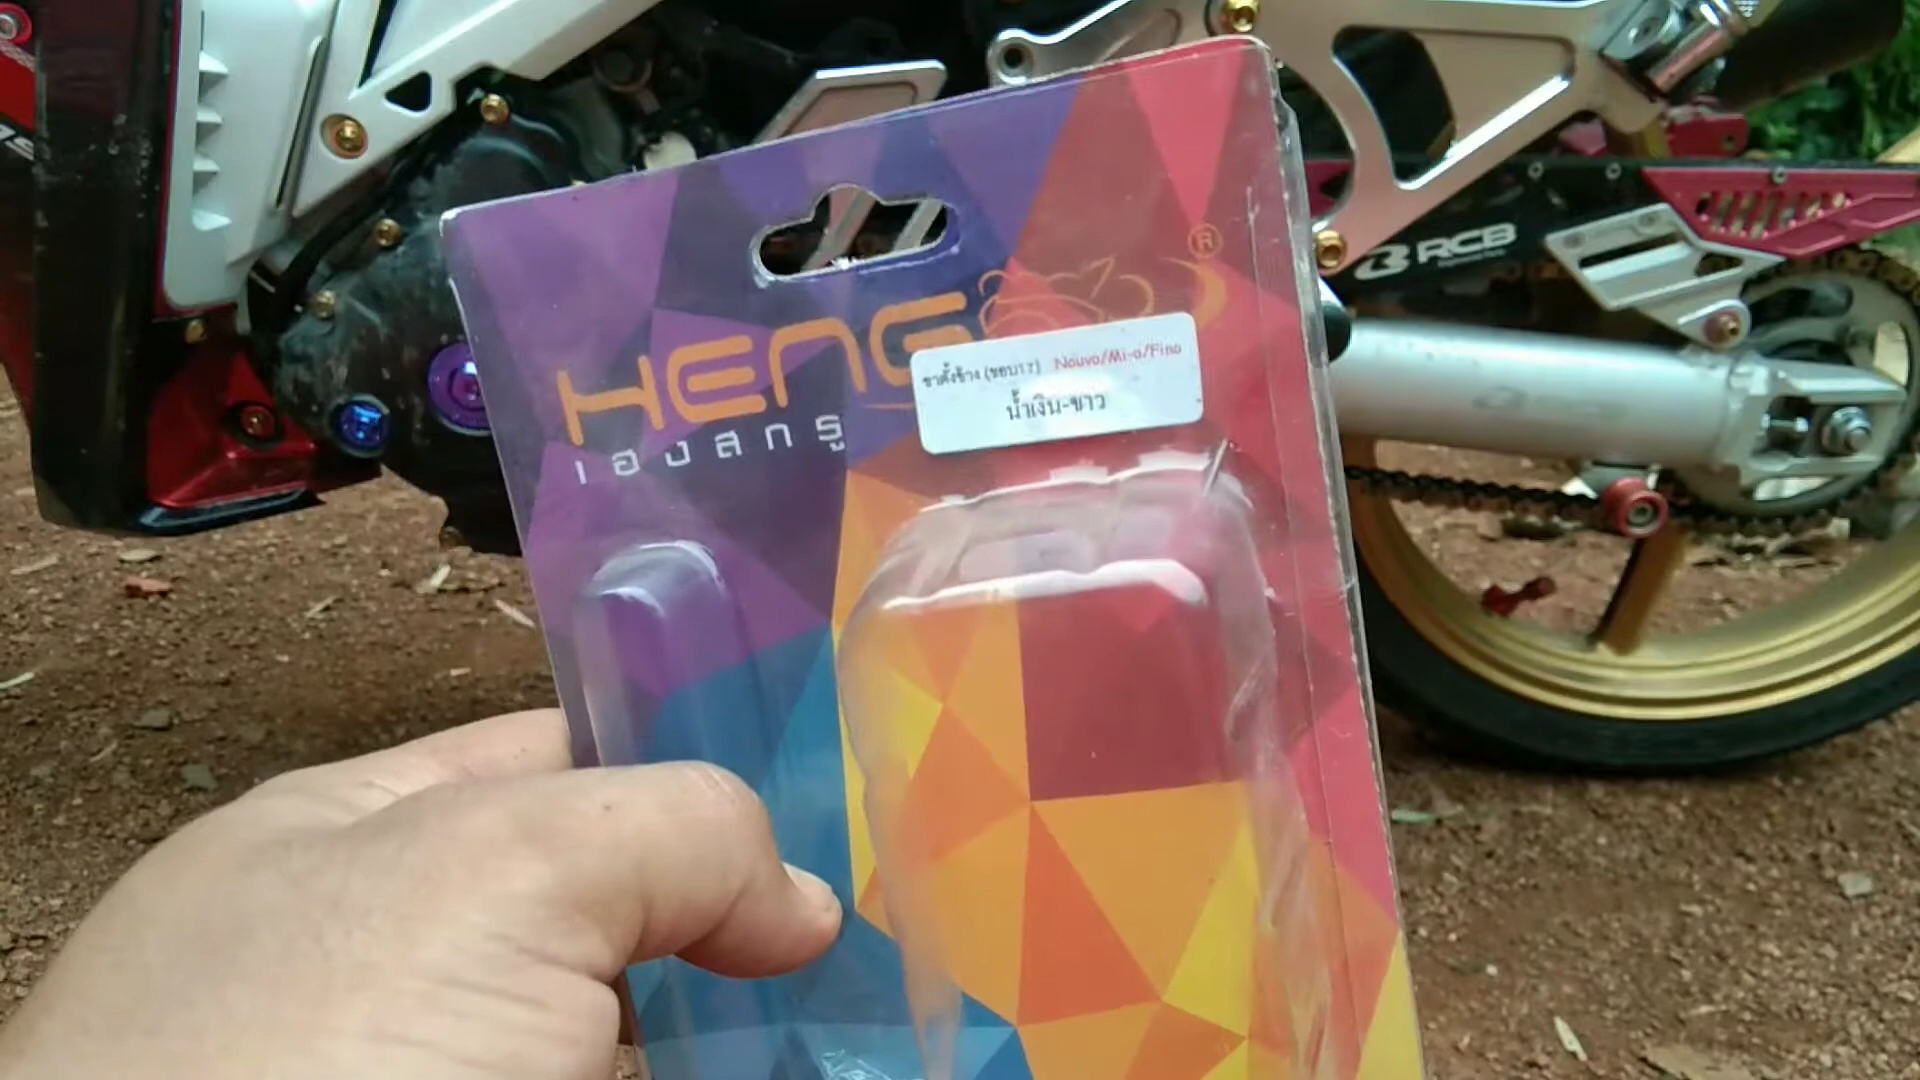 HENG
®
เฮงสกรู
ขาตั้งข้าง (ขอบ17) Nouvo/Mi-o/Fino
น้ำเงิน-ขาว
RCB